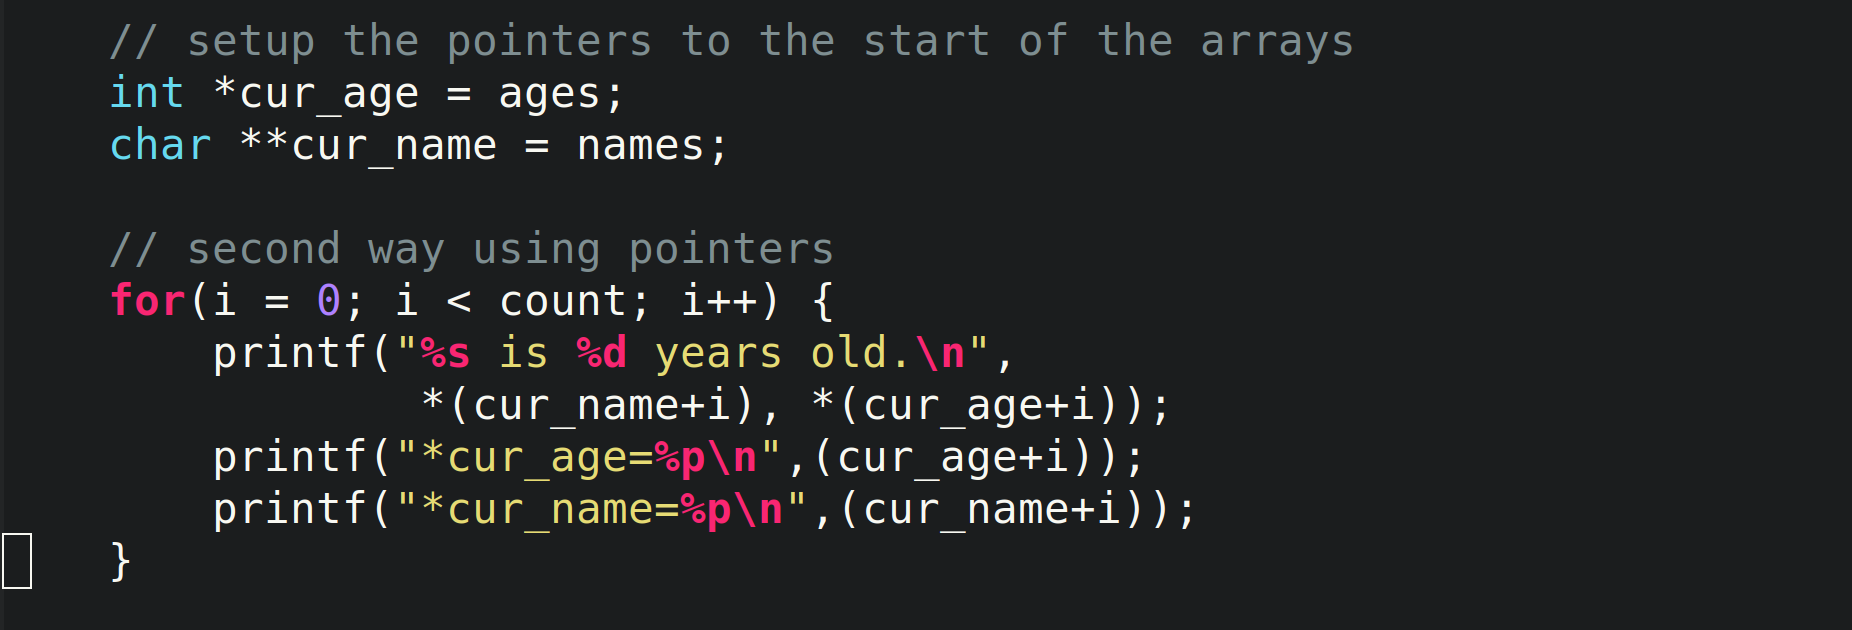 // setup the pointers to the start of the arrays
int *cur_age = ages;
char **cur_name = names;
// second way using pointers
for(i = 0; i < count; i++) {
printf("%s is %d years old.\n",
*(cur_name+i), *(cur_age+i));
printf("*cur_age=%p\n",(cur_age+i));
printf("*cur_name=%p\n",(cur_name+i));
}